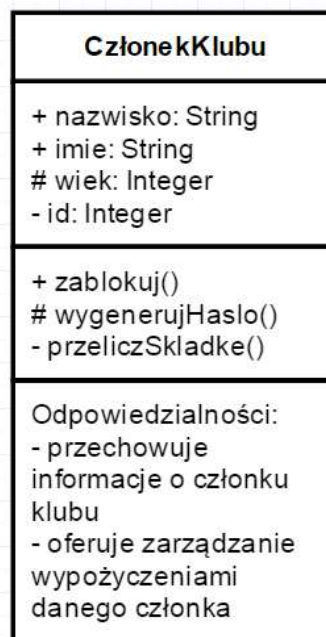 CzłonekKlubu
+ nazwisko: String
+ imie: String
# wiek: Integer
- id: Integer
+ zablokuj()
# wygenerujHaslo()
- przeliczSkladke()
Odpowiedzialności:
- przechowuje
informacje o członku
klubu
- oferuje zarządzanie
wypożyczeniami
danego członka